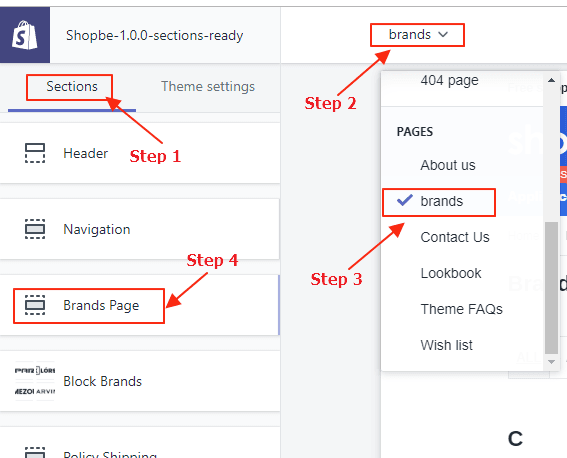 Shopbe-1.0.0-sections-ready
brands
Sections
Theme settings
Step 2
404 page
Header
Step 1
PAGES
About us
brands
Navigation
Contact Us
Step 4
Step 3
Lookbook
Brands Page
Theme FAQs
Wish list
Block Brands
C
Policy Shipping